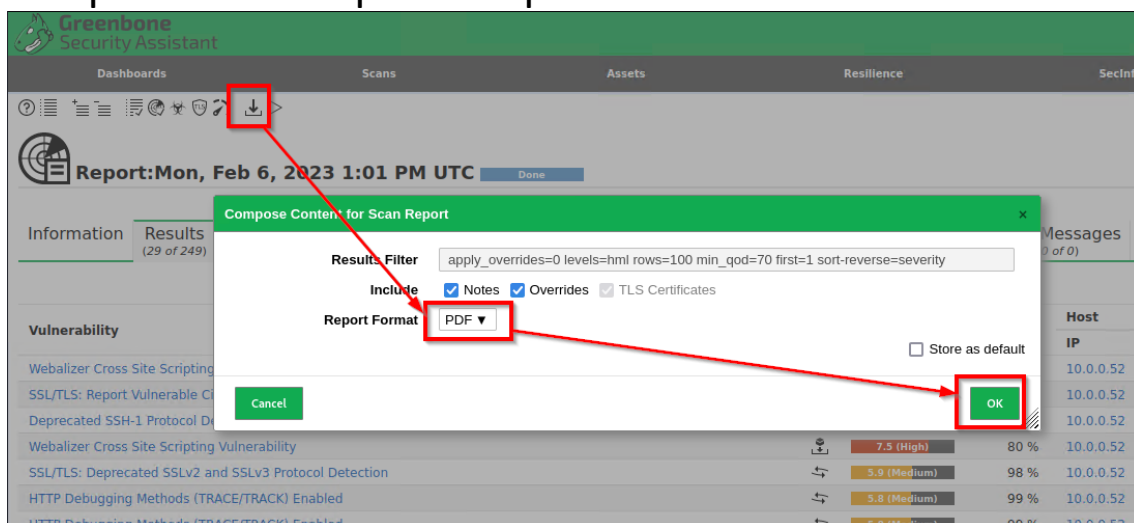 Greenbone
Security Assistant
Dashboards Scans Assets Resilience
TLS
Report:Mon, Feb 6, 2023 1:01 PM UTC Done
Compose Content for Scan Report ×
Information Results
(29 of 249)
Results Filter apply_overrides=0 levels=hml rows=100 min_qod=70 first=1 sort-reverse=severity
Include Notes Overrides TLS Certificates
Report Format PDF ▼
Store as default
Cancel OK
Vulnerability Host
IP
Webalizer Cross Site Scripting 10.0.0.52
SSL/TLS: Report Vulnerable 10.0.0.52
Deprecated SSH-1 Protocol 10.0.0.52
Webalizer Cross Site Scripting Vulnerability 7.5 (High) 80 % 10.0.0.52
SSL/TLS: Deprecated SSLv2 and SSLv3 Protocol Detection 5.9 (Medium) 98 % 10.0.0.52
HTTP Debugging Methods (TRACE/TRACK) Enabled 5.8 (Medium) 99 % 10.0.0.52